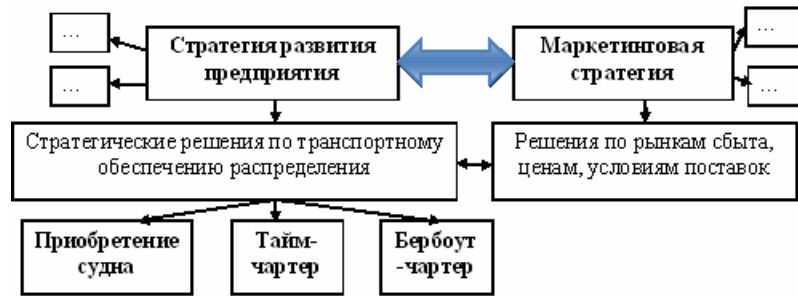 …
…
Стратегия развития
предприятия
Маркетинговая
стратегия
…
…
Стратегические решения по транспортному
обеспечению распределения
Решения по рынкам сбыта,
ценам, условиям поставок
Приобретение
судна
Тайм-
чартер
Бербоут
-чартер